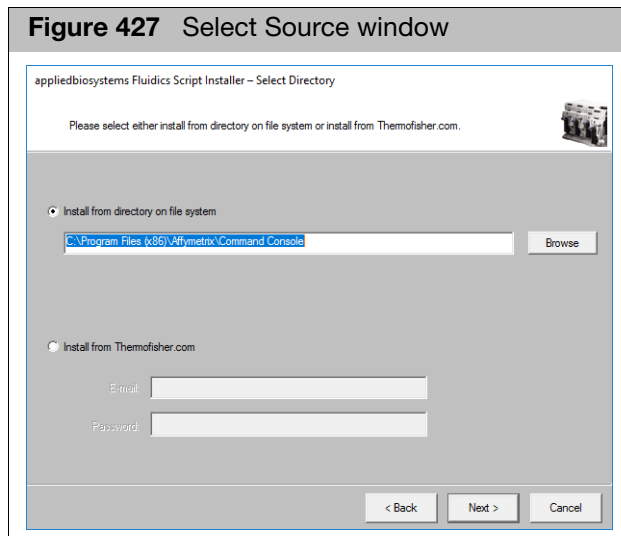 Figure 427 Select Source window
appliedbiosystems Fluidics Script Installer – Select Directory
Please select either install from directory on file system or install from Thermofisher.com.
Install from directory on file system
C:\Program Files (x86)\Affymetrix\Command Console
Browse
Install from Thermofisher.com
E-mail:
Password:
< Back
Next >
Cancel